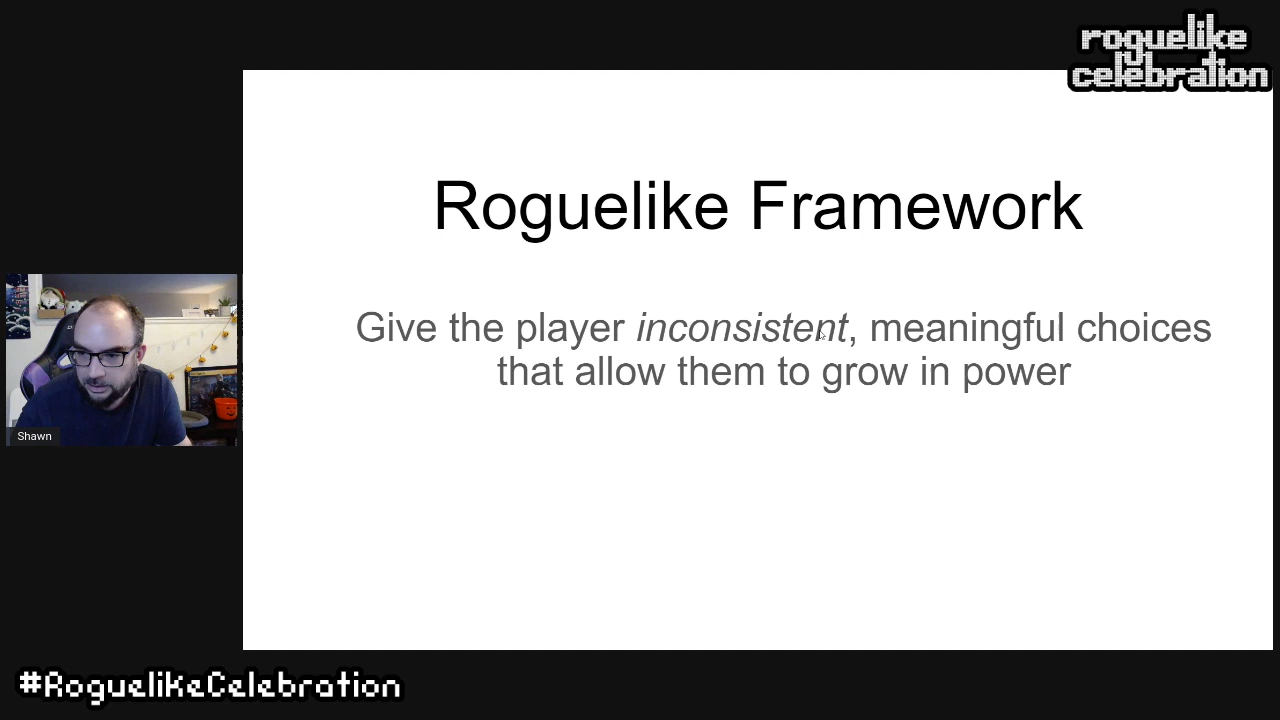 roguelike
celebration
Roguelike Framework
Give the player inconsistent, meaningful choices
that allow them to grow in power
Shawn
#RoguelikeCelebration